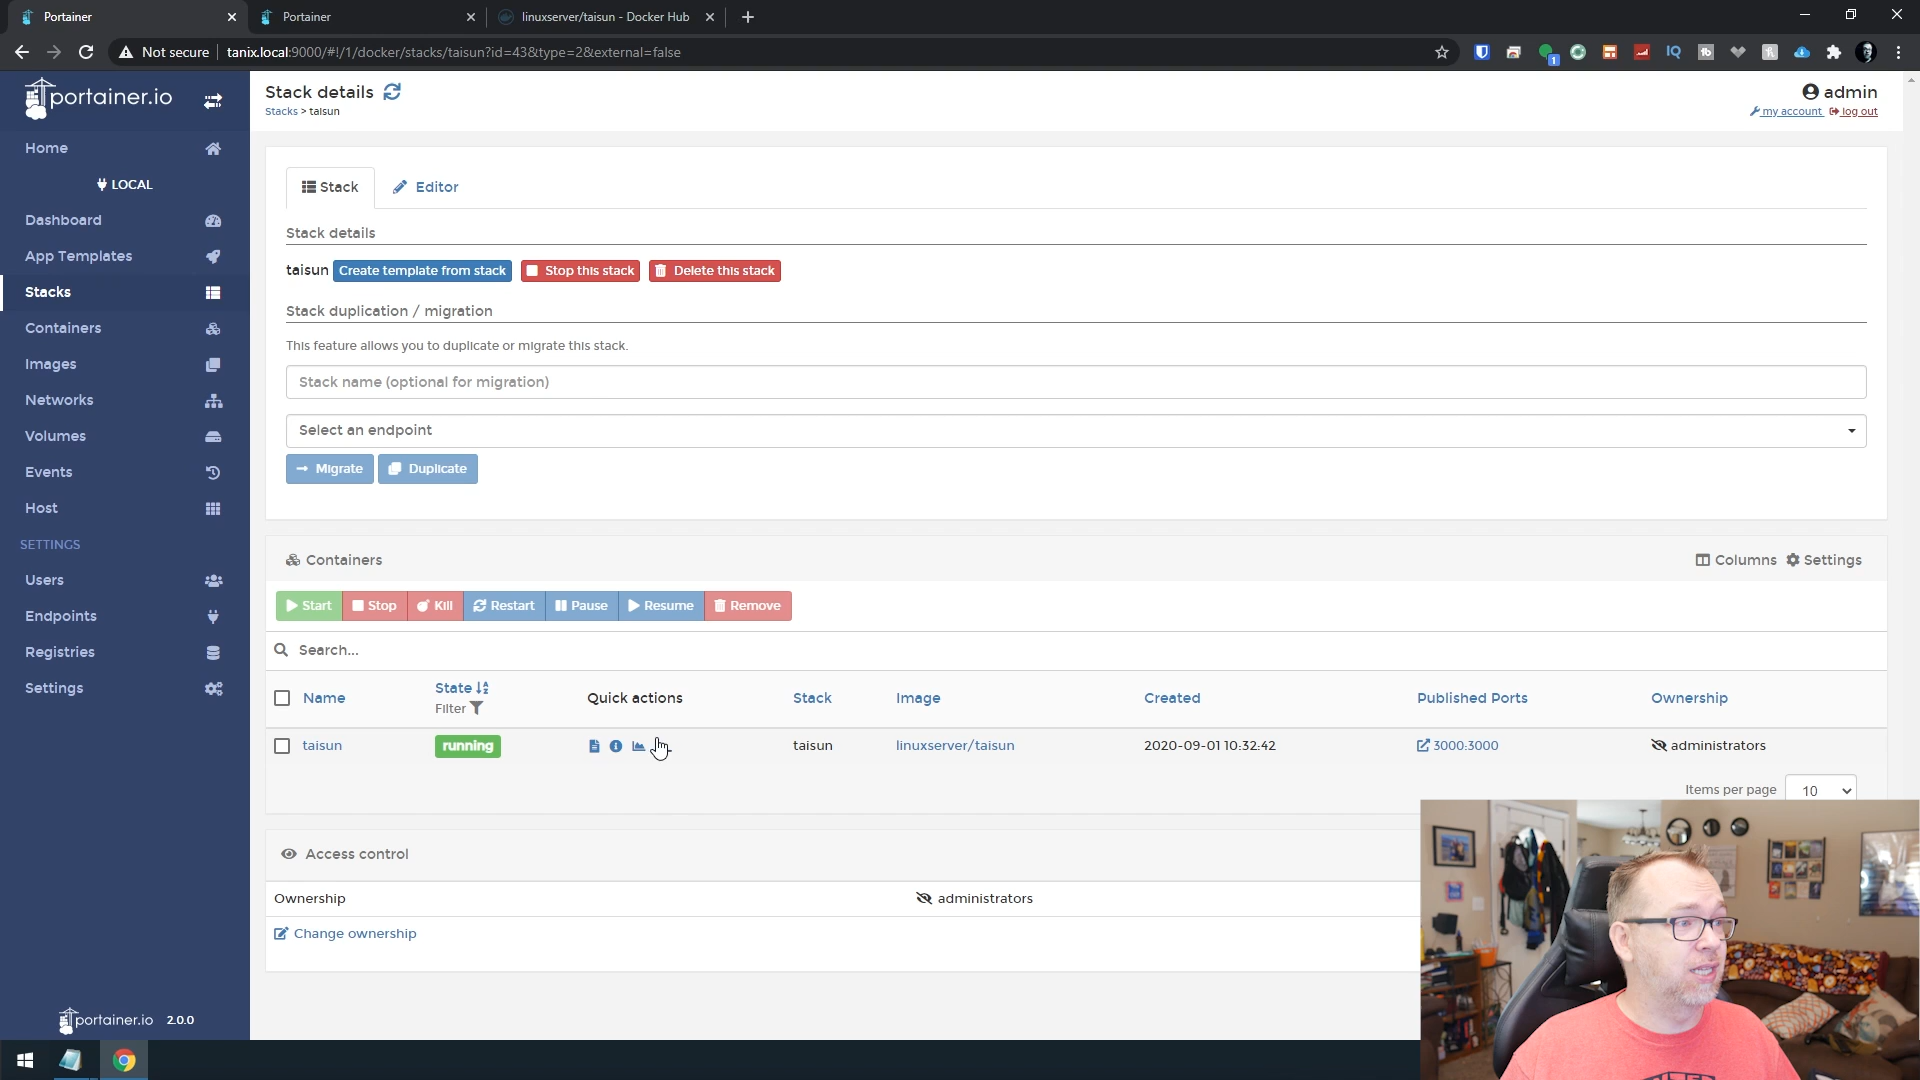 Portainer
Portainer
linuxserver/taisun - Docker Hub
Not secure
tanix.local:9000/#!/1/docker/stacks/taisun?id=43&type=2&external=false
portainer.io
Home
LOCAL
Dashboard
App Templates
Stacks
Containers
Images
Networks
Volumes
Events
Host
SETTINGS
Users
Endpoints
Registries
Settings
portainer.io 2.0.0
Stack details
Stacks > taisun
admin
my account log out
Stack Editor
Stack details
taisun Create template from stack Stop this stack Delete this stack
Stack duplication / migration
This feature allows you to duplicate or migrate this stack.
Stack name (optional for migration)
Select an endpoint
Migrate Duplicate
Containers Columns Settings
Start Stop Kill Restart Pause Resume Remove
Search...
Name State Filter Quick actions Stack Image Created Published Ports Ownership
taisun running taisun linuxserver/taisun 2020-09-01 10:32:42 3000:3000 administrators
Items per page 10
Access control
Ownership administrators
Change ownership